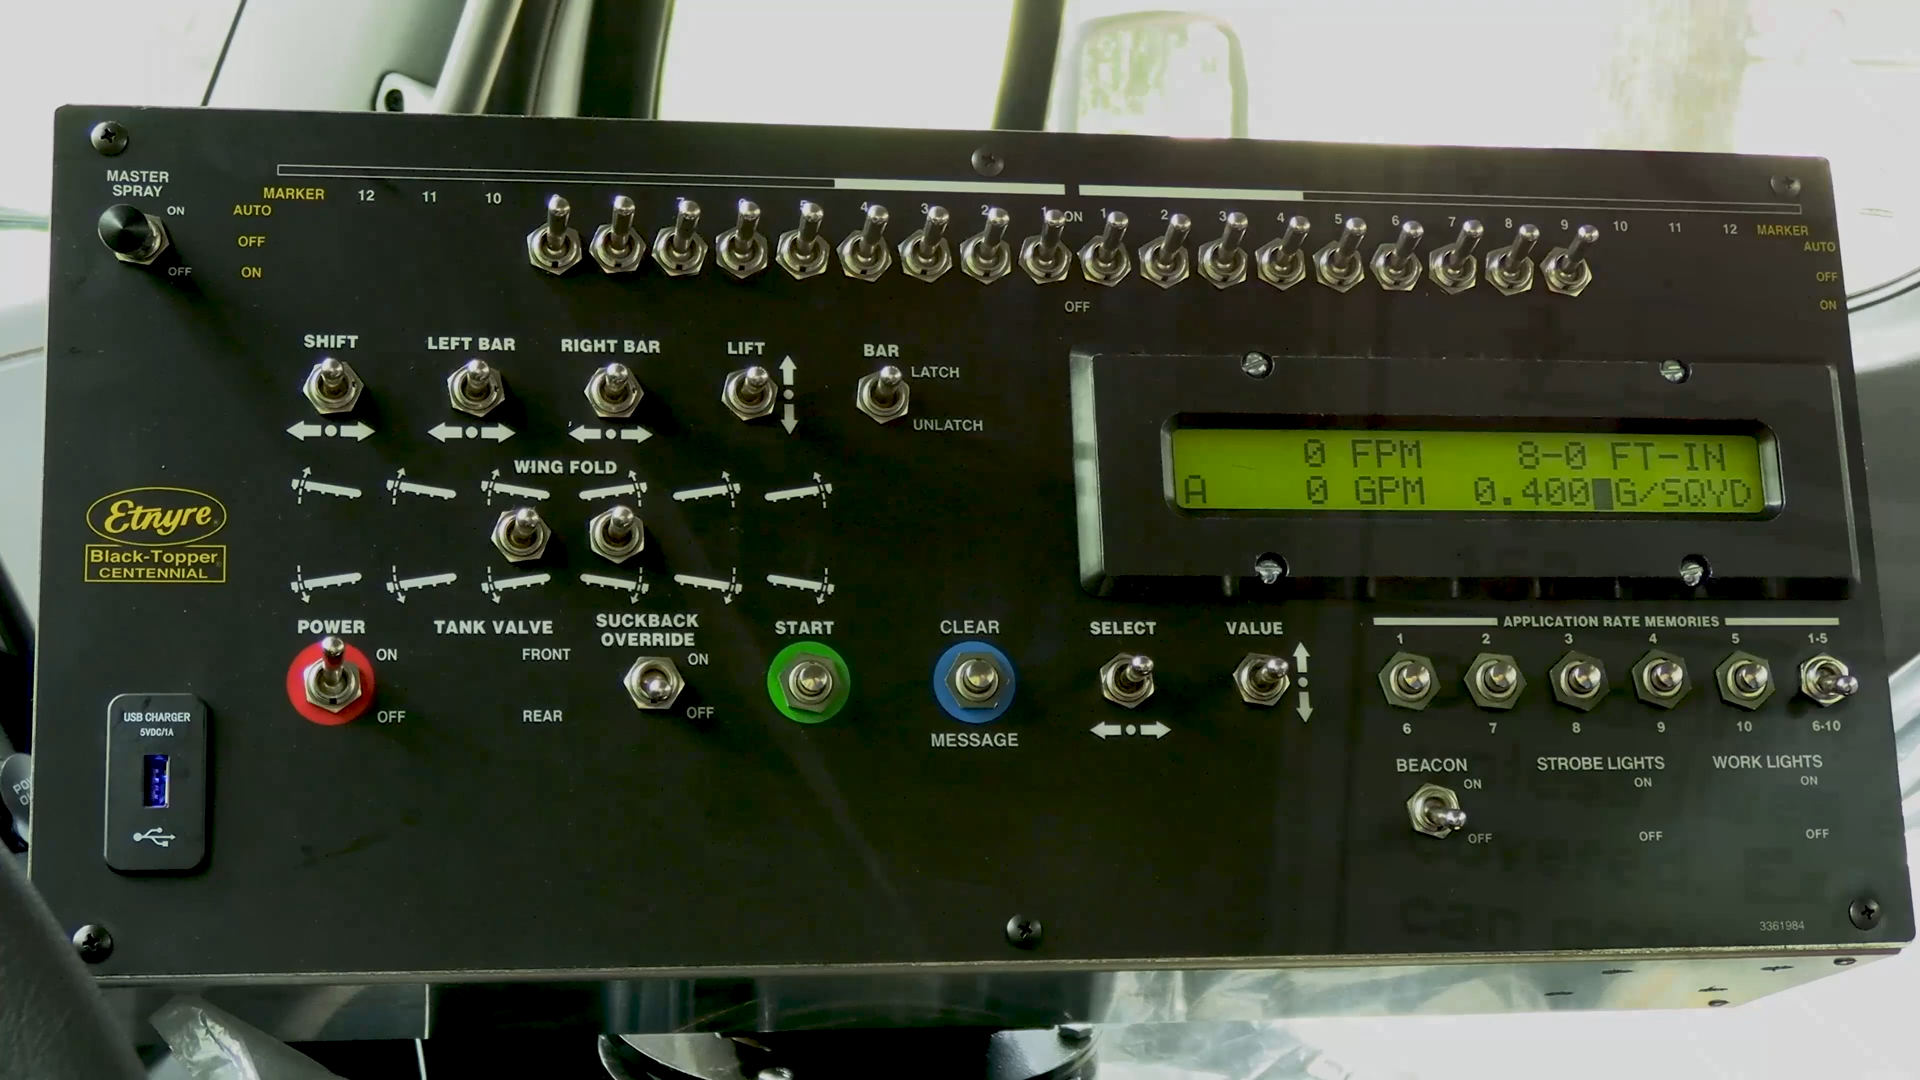 MASTER
SPRAY
ON
OFF
MARKER
AUTO
OFF
ON
12 11 10 7 5 4 3 2 1 ON 1 2 3 4 5 6 7 8 9 10 11 12
OFF
MARKER
AUTO
OFF
ON
SHIFT LEFT BAR RIGHT BAR LIFT BAR
LATCH
UNLATCH
0 FPM 8-0 FT-IN
A 0 GPM 0.400 G/SQYD
WING FOLD
Etnyre
Black-Topper
CENTENNIAL
POWER
ON
OFF
TANK VALVE
FRONT
REAR
SUCKBACK
OVERRIDE
ON
OFF
START
CLEAR
MESSAGE
SELECT
VALUE
APPLICATION RATE MEMORIES
1 2 3 4 5 1-5
6 7 8 9 10 6-10
USB CHARGER
5VDC/1A
BEACON
ON
OFF
STROBE LIGHTS
ON
OFF
WORK LIGHTS
ON
OFF
3361984